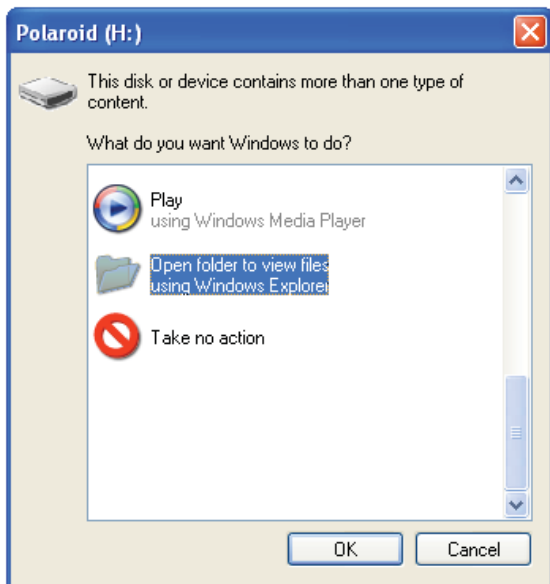 Polaroid (H:)
This disk or device contains more than one type of
content.
What do you want Windows to do?
Play
using Windows Media Player
Open folder to view files
using Windows Explorer
Take no action
OK
Cancel